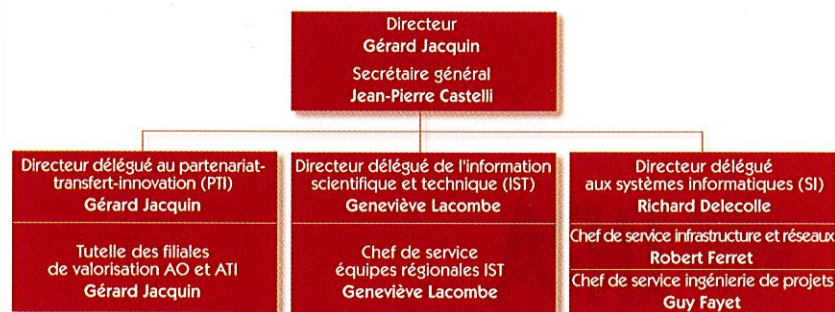 Directeur
Gérard Jacquin
Secrétaire général
Jean-Pierre Castelli
Directeur délégué au partenariat-
transfert-innovation (PTI)
Gérard Jacquin
Tutelle des filiales
de valorisation AO et ATI
Gérard Jacquin
Directeur délégué de l'information
scientifique et technique (IST)
Geneviève Lacombe
Chef de service
équipes régionales IST
Geneviève Lacombe
Directeur délégué
aux systèmes informatiques (SI)
Richard Delecolle
Chef de service infrastructure et réseaux
Robert Ferret
Chef de service ingénierie de projets
Guy Fayet